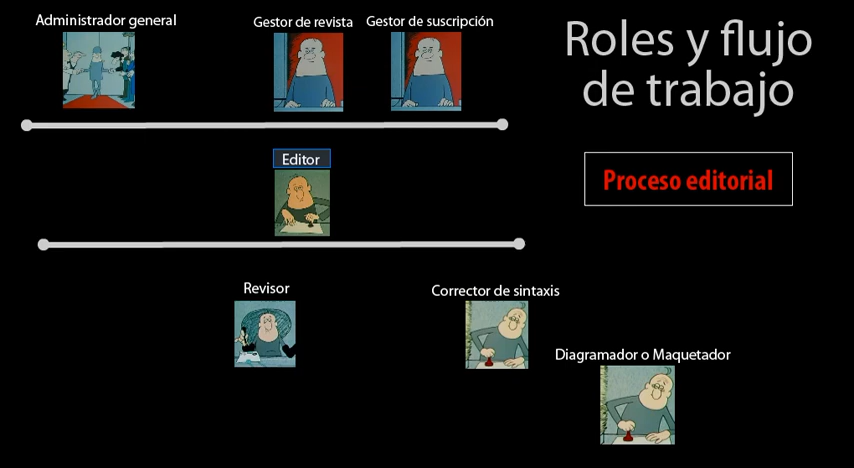 Administrador general
Gestor de revista
Gestor de suscripción
Roles y flujo
de trabajo
Editor
Proceso editorial
Revisor
Corrector de sintaxis
Diagramador o Maquetador